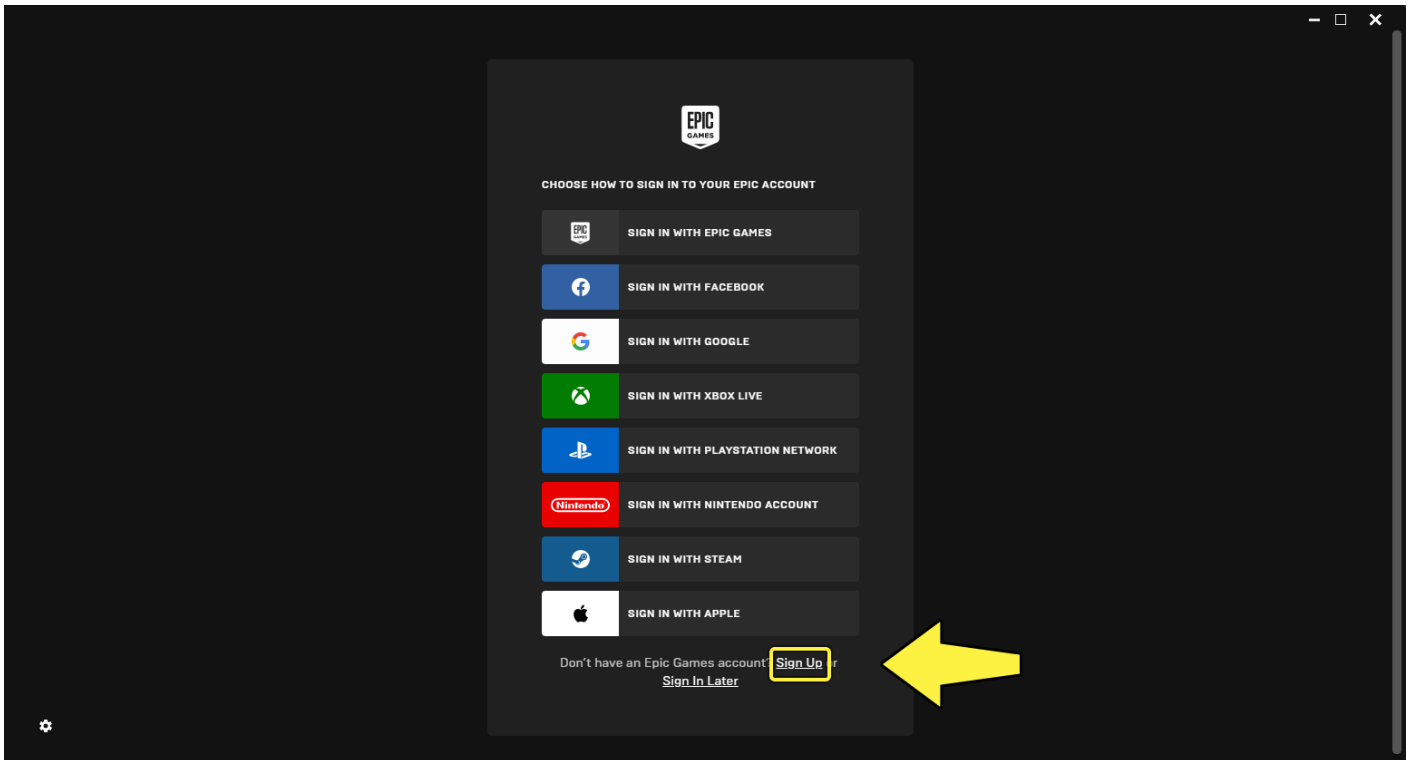 EPIC
GAMES
CHOOSE HOW TO SIGN IN TO YOUR EPIC ACCOUNT
EPIC
GAMES
SIGN IN WITH EPIC GAMES
SIGN IN WITH FACEBOOK
SIGN IN WITH GOOGLE
SIGN IN WITH XBOX LIVE
SIGN IN WITH PLAYSTATION NETWORK
Nintendo
SIGN IN WITH NINTENDO ACCOUNT
SIGN IN WITH STEAM
SIGN IN WITH APPLE
Don't have an Epic Games account? Sign Up or
Sign In Later